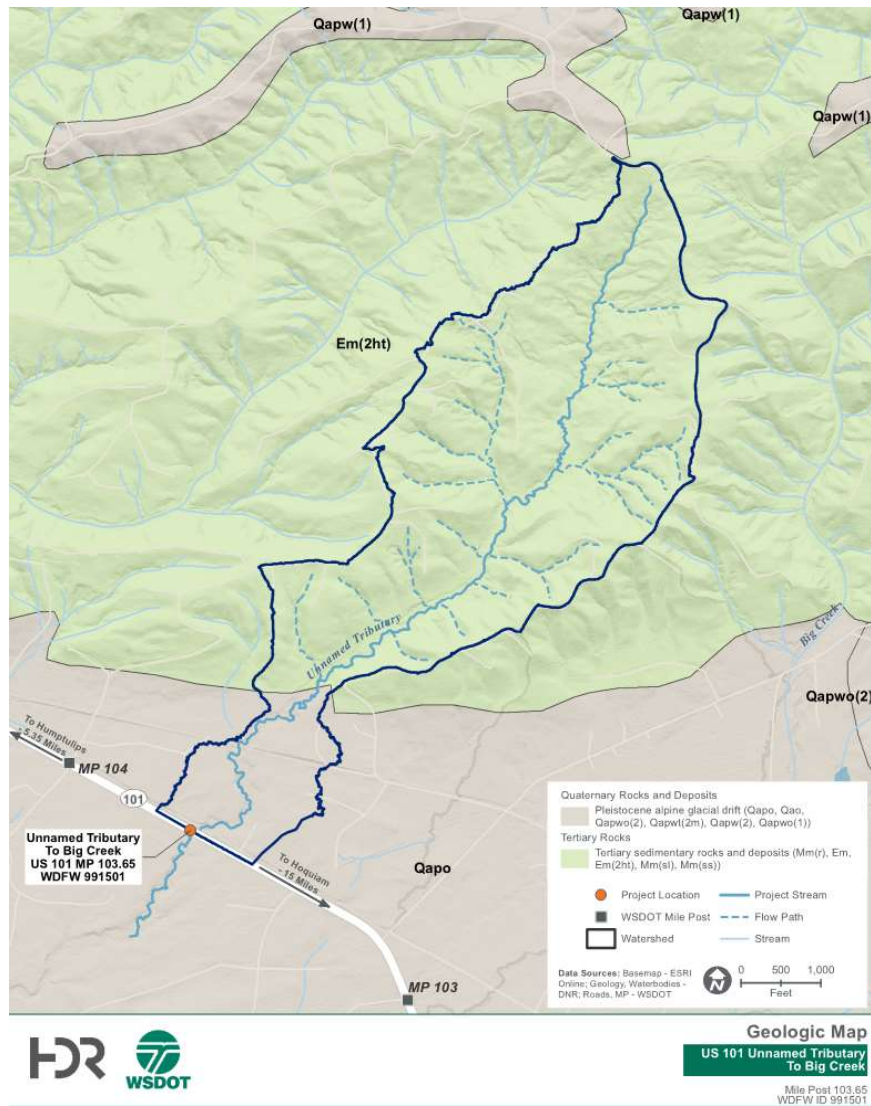 Qapw(1)
Qapw(1)
Qapw(1)
Em(2ht)
Unnamed Tributary
Big Creek
Qapwo(2)
To Humptulips
- 5.35 Miles
MP 104
101
Unnamed Tributary
To Big Creek
US 101 MP 103.65
WDFW 991501
To Hoquiam
- 15 Miles
Qapo
MP 103
Quaternary Rocks and Deposits
Pleistocene alpine glacial drift (Qapo, Qao,
Qapwo(2), Qapwt(2m), Qapw(2), Qapwo(1))
Tertiary Rocks
Tertiary sedimentary rocks and deposits (Mm(r), Em,
Em(2ht), Mm(sl), Mm(ss))
Project Location
Project Stream
WSDOT Mile Post
Flow Path
Watershed
Stream
Data Sources: Basemap - ESRI
Online; Geology, Waterbodies -
DNR; Roads, MP - WSDOT
N
0 500 1,000
Feet
HDR
WSDOT
Geologic Map
US 101 Unnamed Tributary
To Big Creek
Mile Post 103.65
WDFW ID 991501